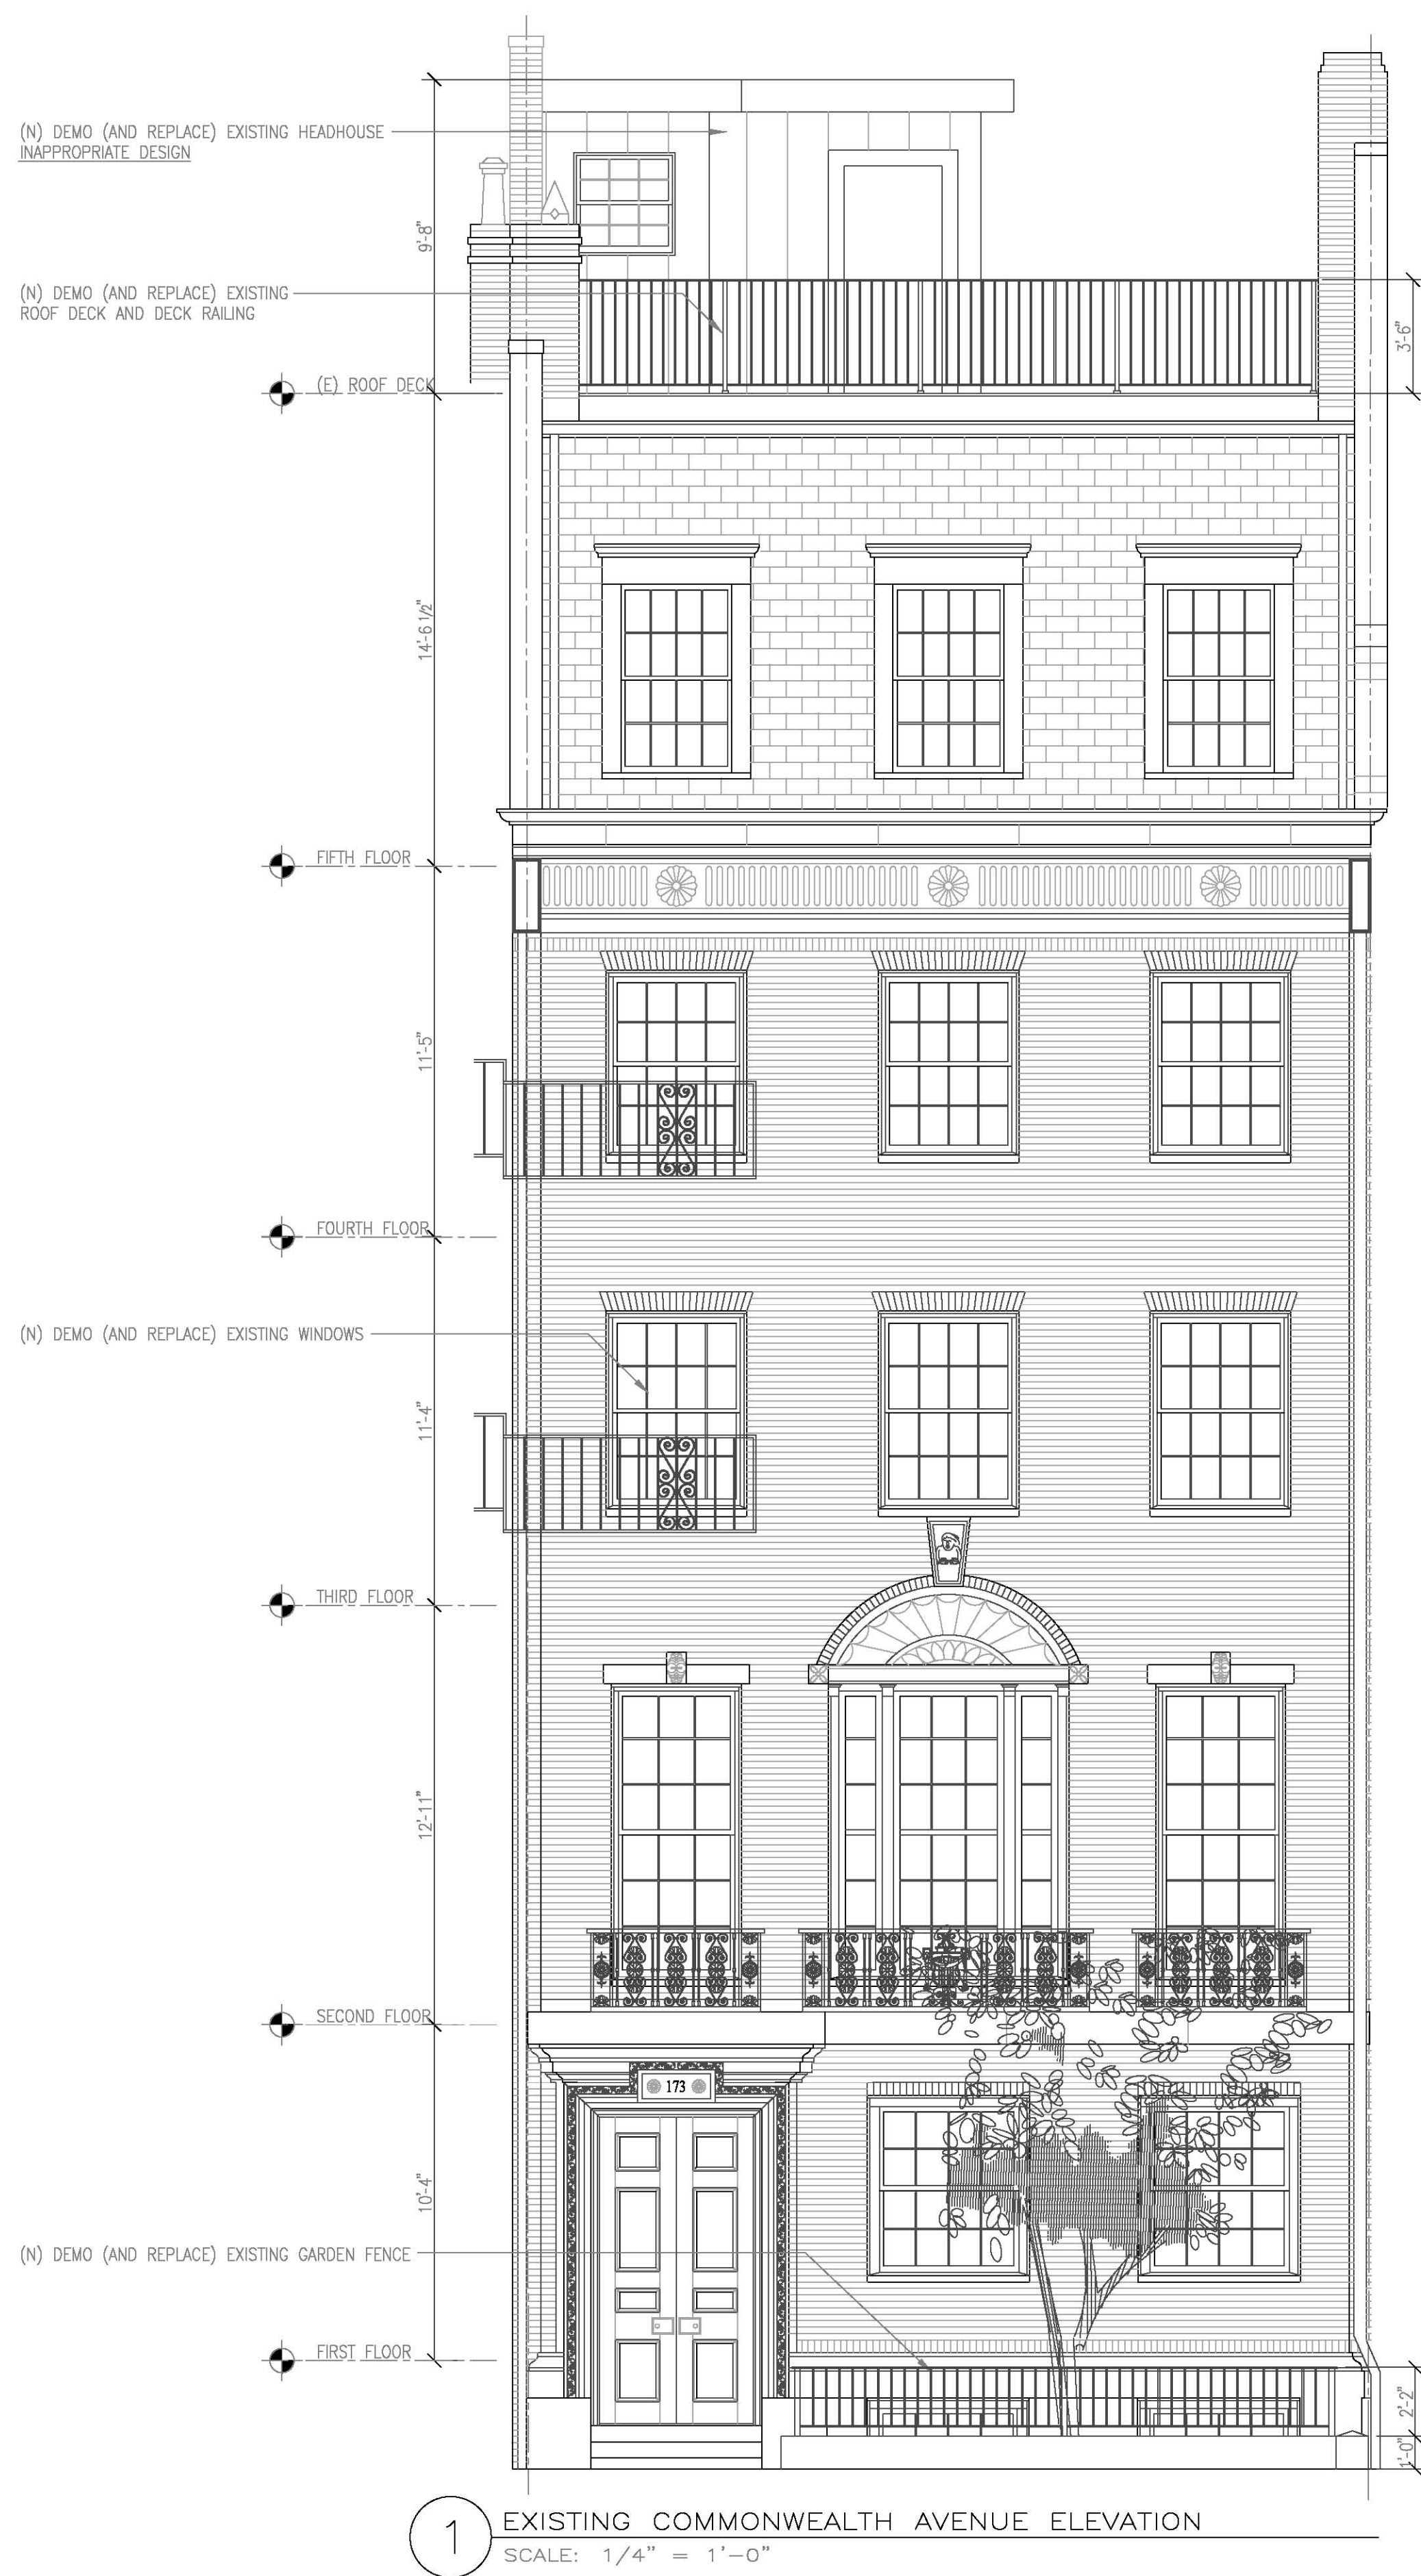 (N) DEMO (AND REPLACE) EXISTING HEADHOUSE
INAPPROPRIATE DESIGN
9'-8"
(N) DEMO (AND REPLACE) EXISTING
ROOF DECK AND DECK RAILING
3'-6"
(E) ROOF DECK
14'-6 1/2"
FIFTH FLOOR
11'-5"
FOURTH FLOOR
(N) DEMO (AND REPLACE) EXISTING WINDOWS
11'-4"
THIRD FLOOR
12'-11"
SECOND FLOOR
173
10'-4"
(N) DEMO (AND REPLACE) EXISTING GARDEN FENCE
FIRST FLOOR
2'-2"
1'-0"
1
EXISTING COMMONWEALTH AVENUE ELEVATION
SCALE: 1/4" = 1'-0"